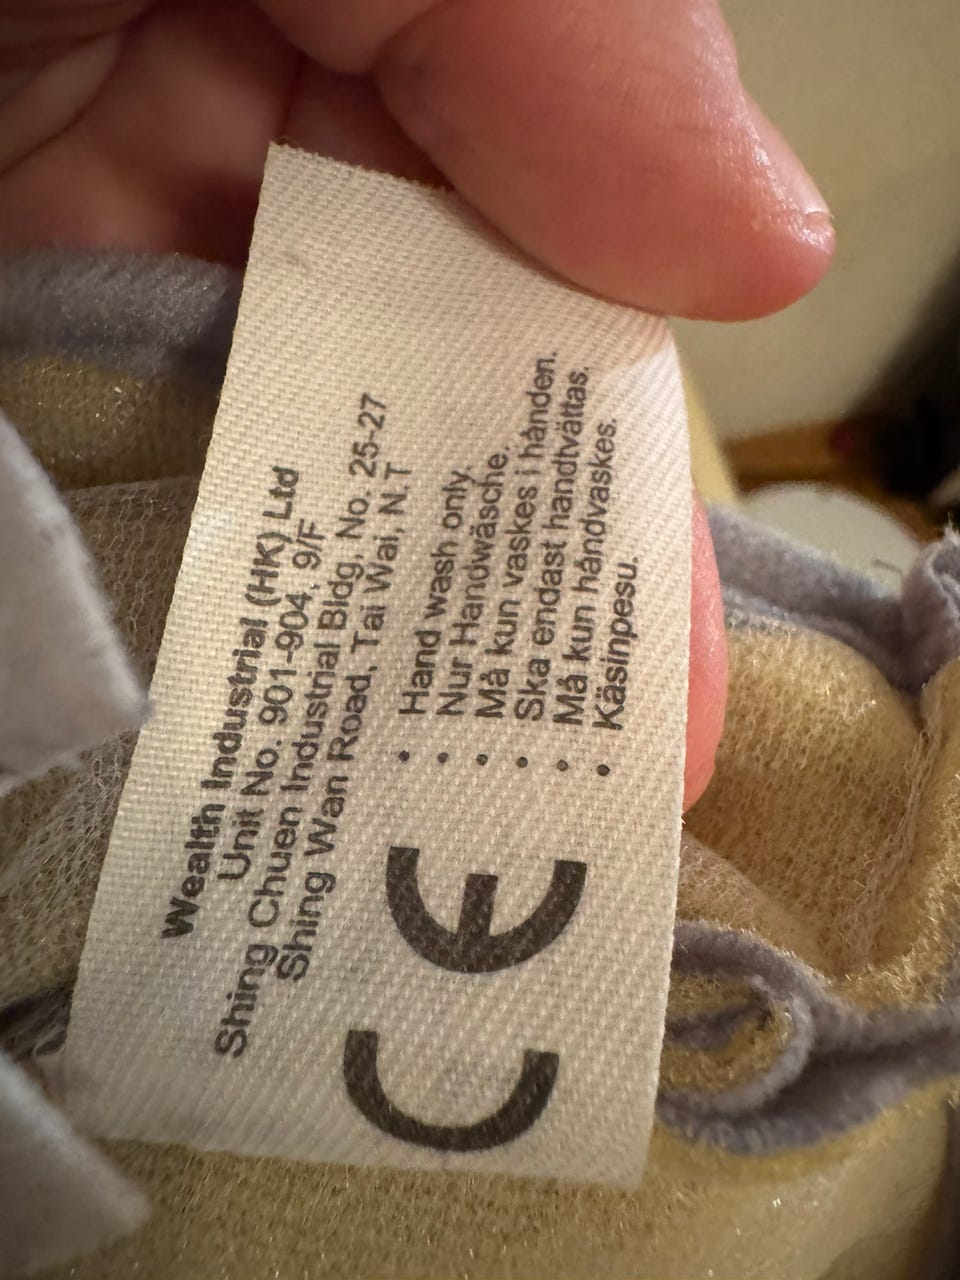 Wealth Industrial (HK) Ltd
Unit No. 901-904, 9/F
Shing Chuen Industrial Bldg, No. 25-27
Shing Wan Road, Tai Wai, N.T
CE
• Hand wash only.
• Nur Handwäsche.
• Må kun vaskes i hånden.
• Ska endast handtvättas.
• Må kun håndvaskes.
• Käsinpesu.